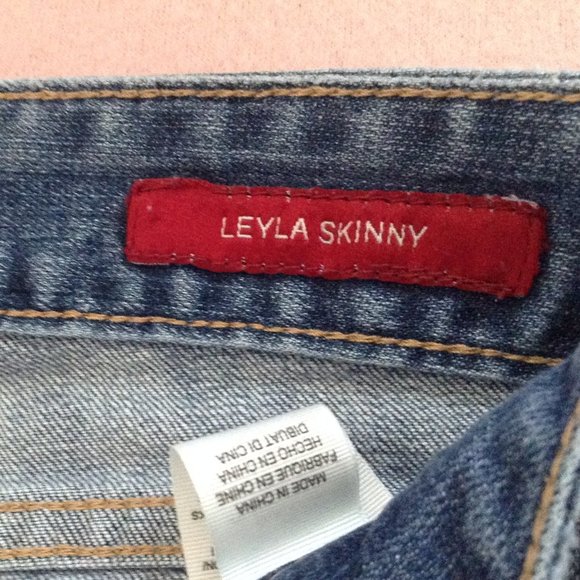 LEYLA SKINNY
MADE IN CHINA
FABRIQUE EN CHINE
HECHO EN CHINA
DIBUAT DI CINA